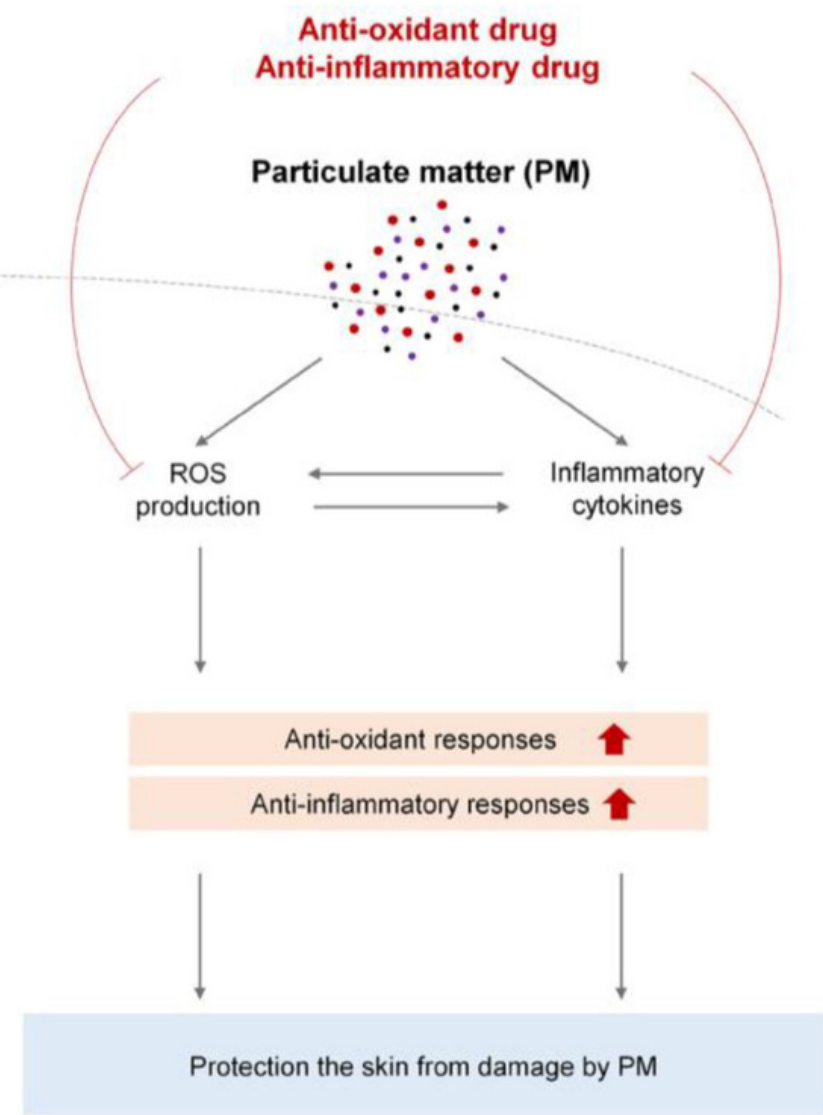 Anti-oxidant drug
Anti-inflammatory drug
Particulate matter (PM)
ROS
production
Inflammatory
cytokines
Anti-oxidant responses
Anti-inflammatory responses
Protection the skin from damage by PM